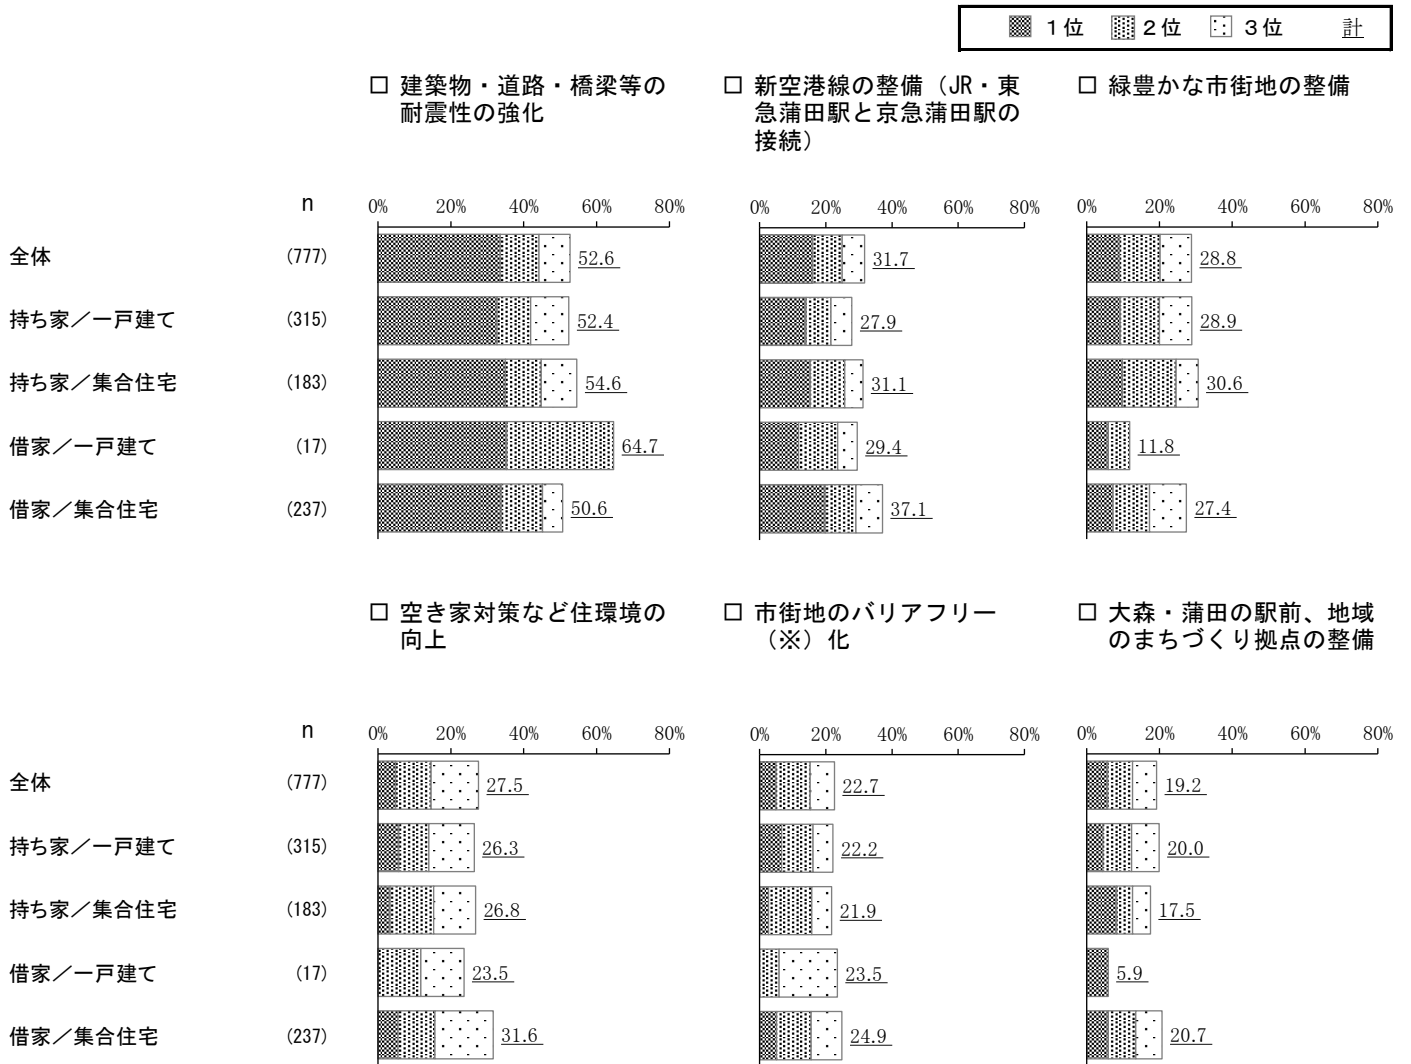 １位 ２位 ３位 計
□ 建築物・道路・橋梁等の
耐震性の強化
□ 新空港線の整備（JR・東
急蒲田駅と京急蒲田駅の
接続）
□ 緑豊かな市街地の整備
n 0% 20% 40% 60% 80% 0% 20% 40% 60% 80% 0% 20% 40% 60% 80%
全体 (777) 52.6 31.7 28.8
持ち家／一戸建て (315) 52.4 27.9 28.9
持ち家／集合住宅 (183) 54.6 31.1 30.6
借家／一戸建て (17) 64.7 29.4 11.8
借家／集合住宅 (237) 50.6 37.1 27.4
□ 空き家対策など住環境の
向上
□ 市街地のバリアフリー
（※）化
□ 大森・蒲田の駅前、地域
のまちづくり拠点の整備
n 0% 20% 40% 60% 80% 0% 20% 40% 60% 80% 0% 20% 40% 60% 80%
全体 (777) 27.5 22.7 19.2
持ち家／一戸建て (315) 26.3 22.2 20.0
持ち家／集合住宅 (183) 26.8 21.9 17.5
借家／一戸建て (17) 23.5 23.5 5.9
借家／集合住宅 (237) 31.6 24.9 20.7